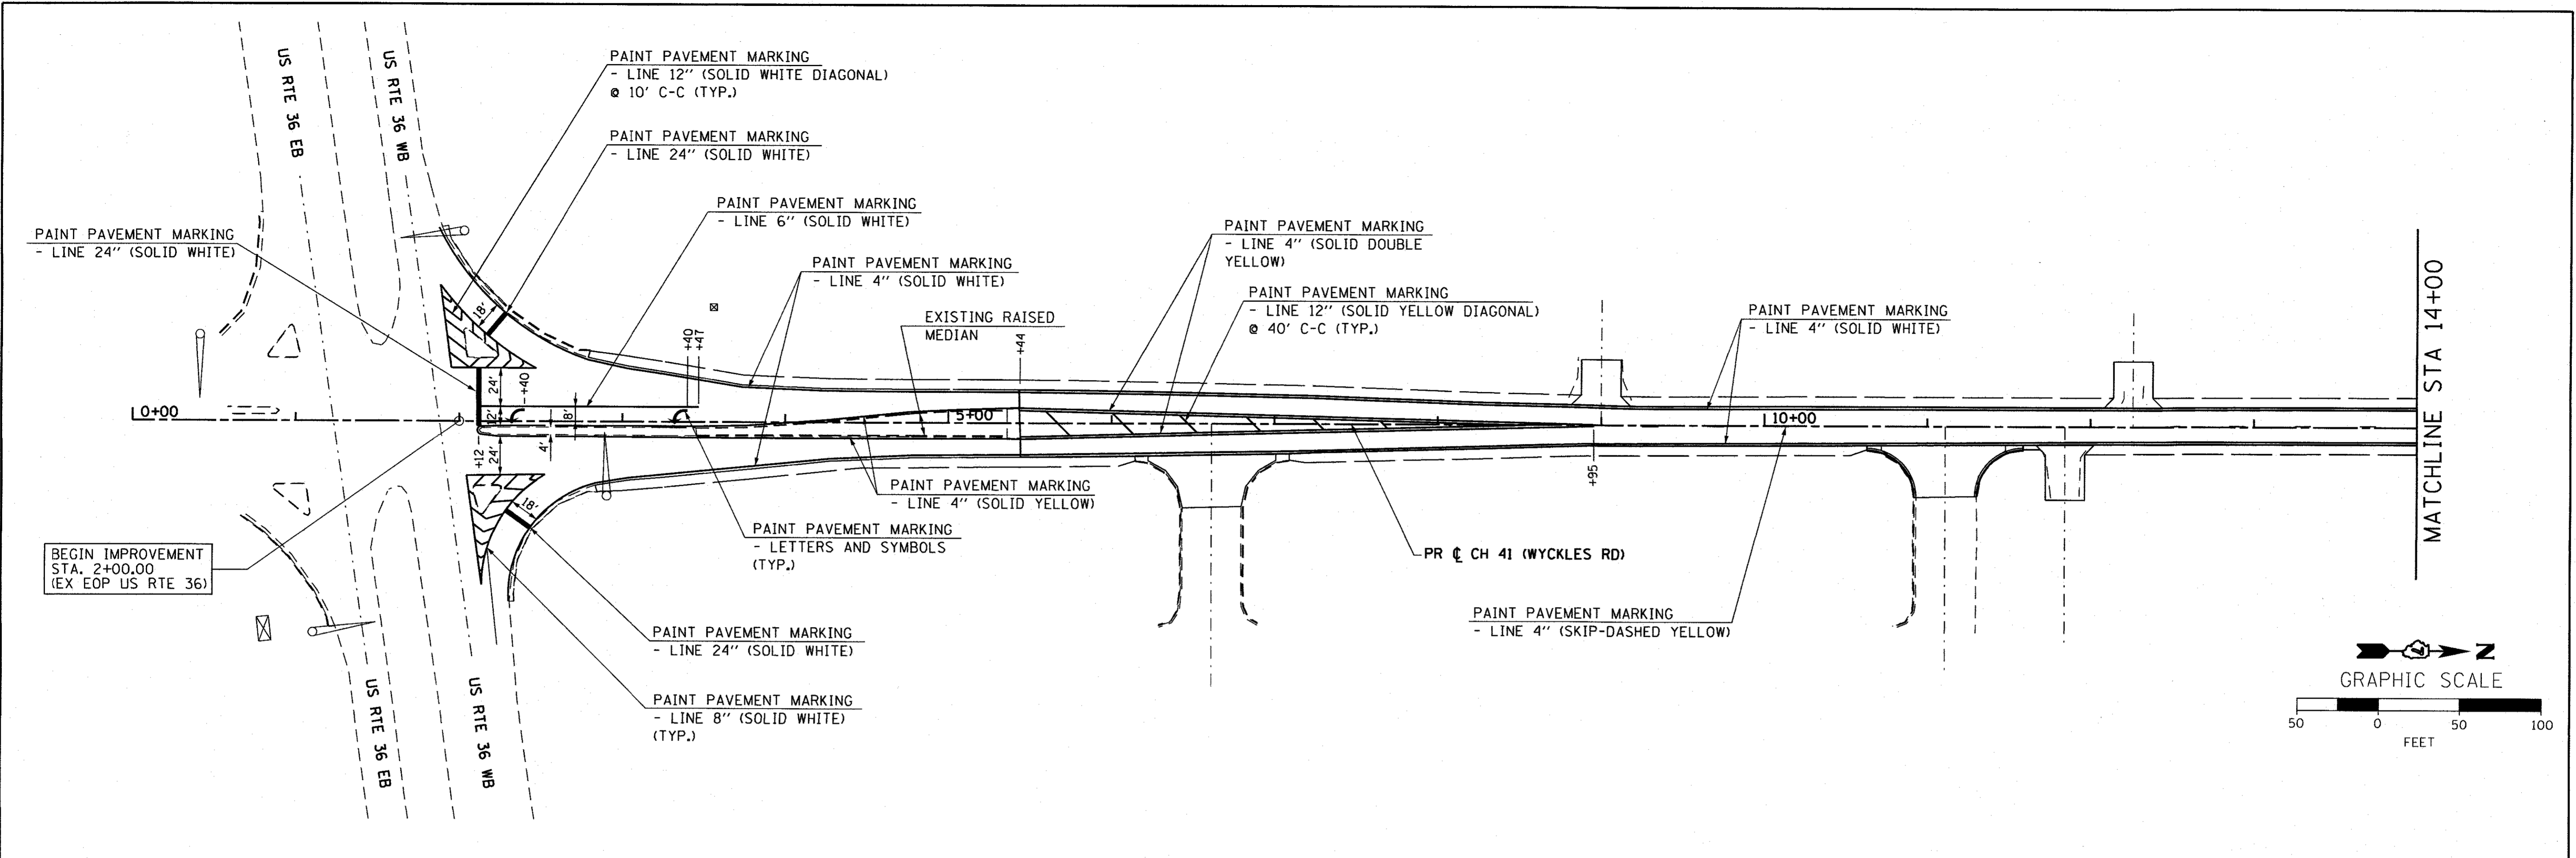 US RTE 36 EB
US RTE 36 WB
PAINT PAVEMENT MARKING
- LINE 12" (SOLID WHITE DIAGONAL)
@ 10' C-C (TYP.)
PAINT PAVEMENT MARKING
- LINE 24" (SOLID WHITE)
PAINT PAVEMENT MARKING
- LINE 6" (SOLID WHITE)
PAINT PAVEMENT MARKING
- LINE 24" (SOLID WHITE)
PAINT PAVEMENT MARKING
- LINE 4" (SOLID WHITE)
PAINT PAVEMENT MARKING
- LINE 4" (SOLID DOUBLE
YELLOW)
PAINT PAVEMENT MARKING
- LINE 12" (SOLID YELLOW DIAGONAL)
@ 40' C-C (TYP.)
EXISTING RAISED
MEDIAN
PAINT PAVEMENT MARKING
- LINE 4" (SOLID WHITE)
MATCHLINE STA 14+00
18'
+40
+47
+44
24'
+40
12'
8'
0+00
5+00
10+00
+12
24'
4'
+95
18'
PAINT PAVEMENT MARKING
- LINE 4" (SOLID YELLOW)
PAINT PAVEMENT MARKING
- LETTERS AND SYMBOLS
(TYP.)
BEGIN IMPROVEMENT
STA. 2+00.00
(EX EOP US RTE 36)
PR ℄ CH 41 (WYCKLES RD)
PAINT PAVEMENT MARKING
- LINE 4" (SKIP-DASHED YELLOW)
PAINT PAVEMENT MARKING
- LINE 24" (SOLID WHITE)
PAINT PAVEMENT MARKING
- LINE 8" (SOLID WHITE)
(TYP.)
US RTE 36 EB
US RTE 36 WB
N
GRAPHIC SCALE
50 0 50 100
FEET